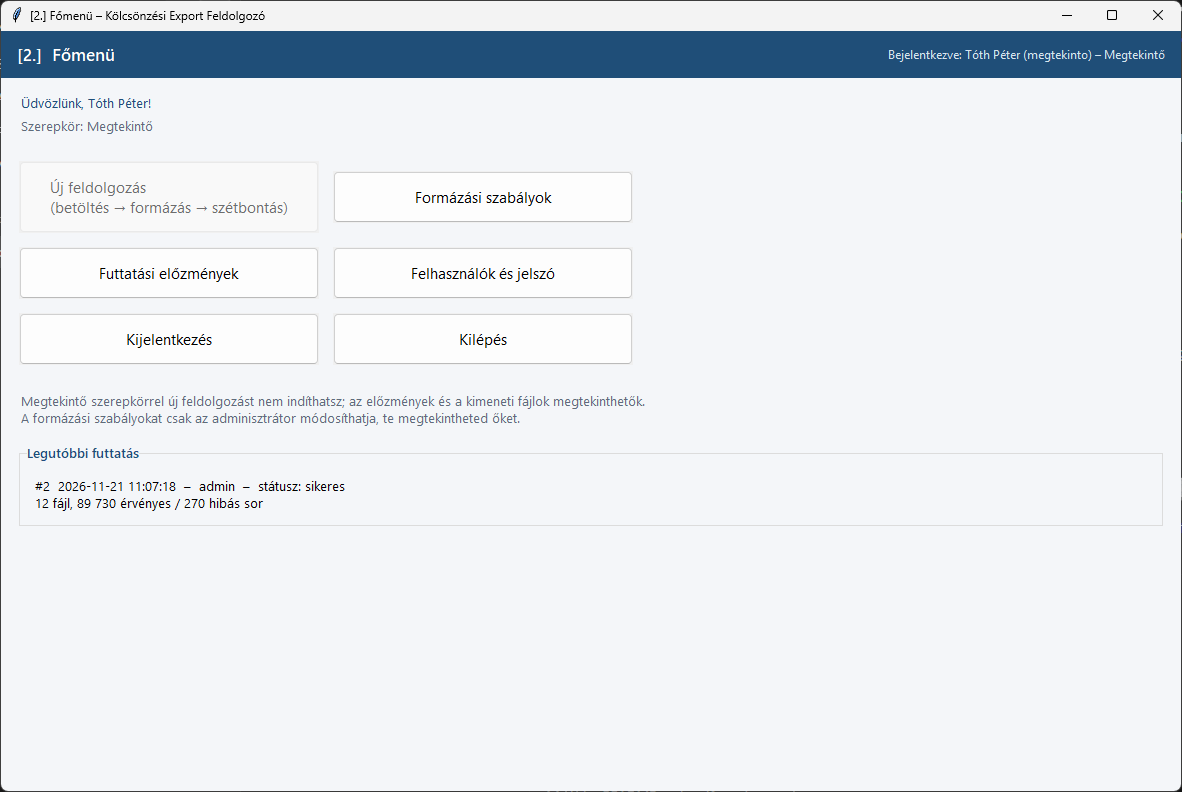 [2.] Főmenü – Kölcsönzési Export Feldolgozó
[2.] Főmenü
Bejelentkezve: Tóth Péter (megtekinto) – Megtekintő
Üdvözlünk, Tóth Péter!
Szerepkör: Megtekintő
Új feldolgozás
(betöltés → formázás → szétbontás)
Formázási szabályok
Futtatási előzmények
Felhasználók és jelszó
Kijelentkezés
Kilépés
Megtekintő szerepkörrel új feldolgozást nem indíthatsz; az előzmények és a kimeneti fájlok megtekinthetők.
A formázási szabályokat csak az adminisztrátor módosíthatja, te megtekintheted őket.
Legutóbbi futtatás
#2 2026-11-21 11:07:18 – admin – státusz: sikeres
12 fájl, 89 730 érvényes / 270 hibás sor